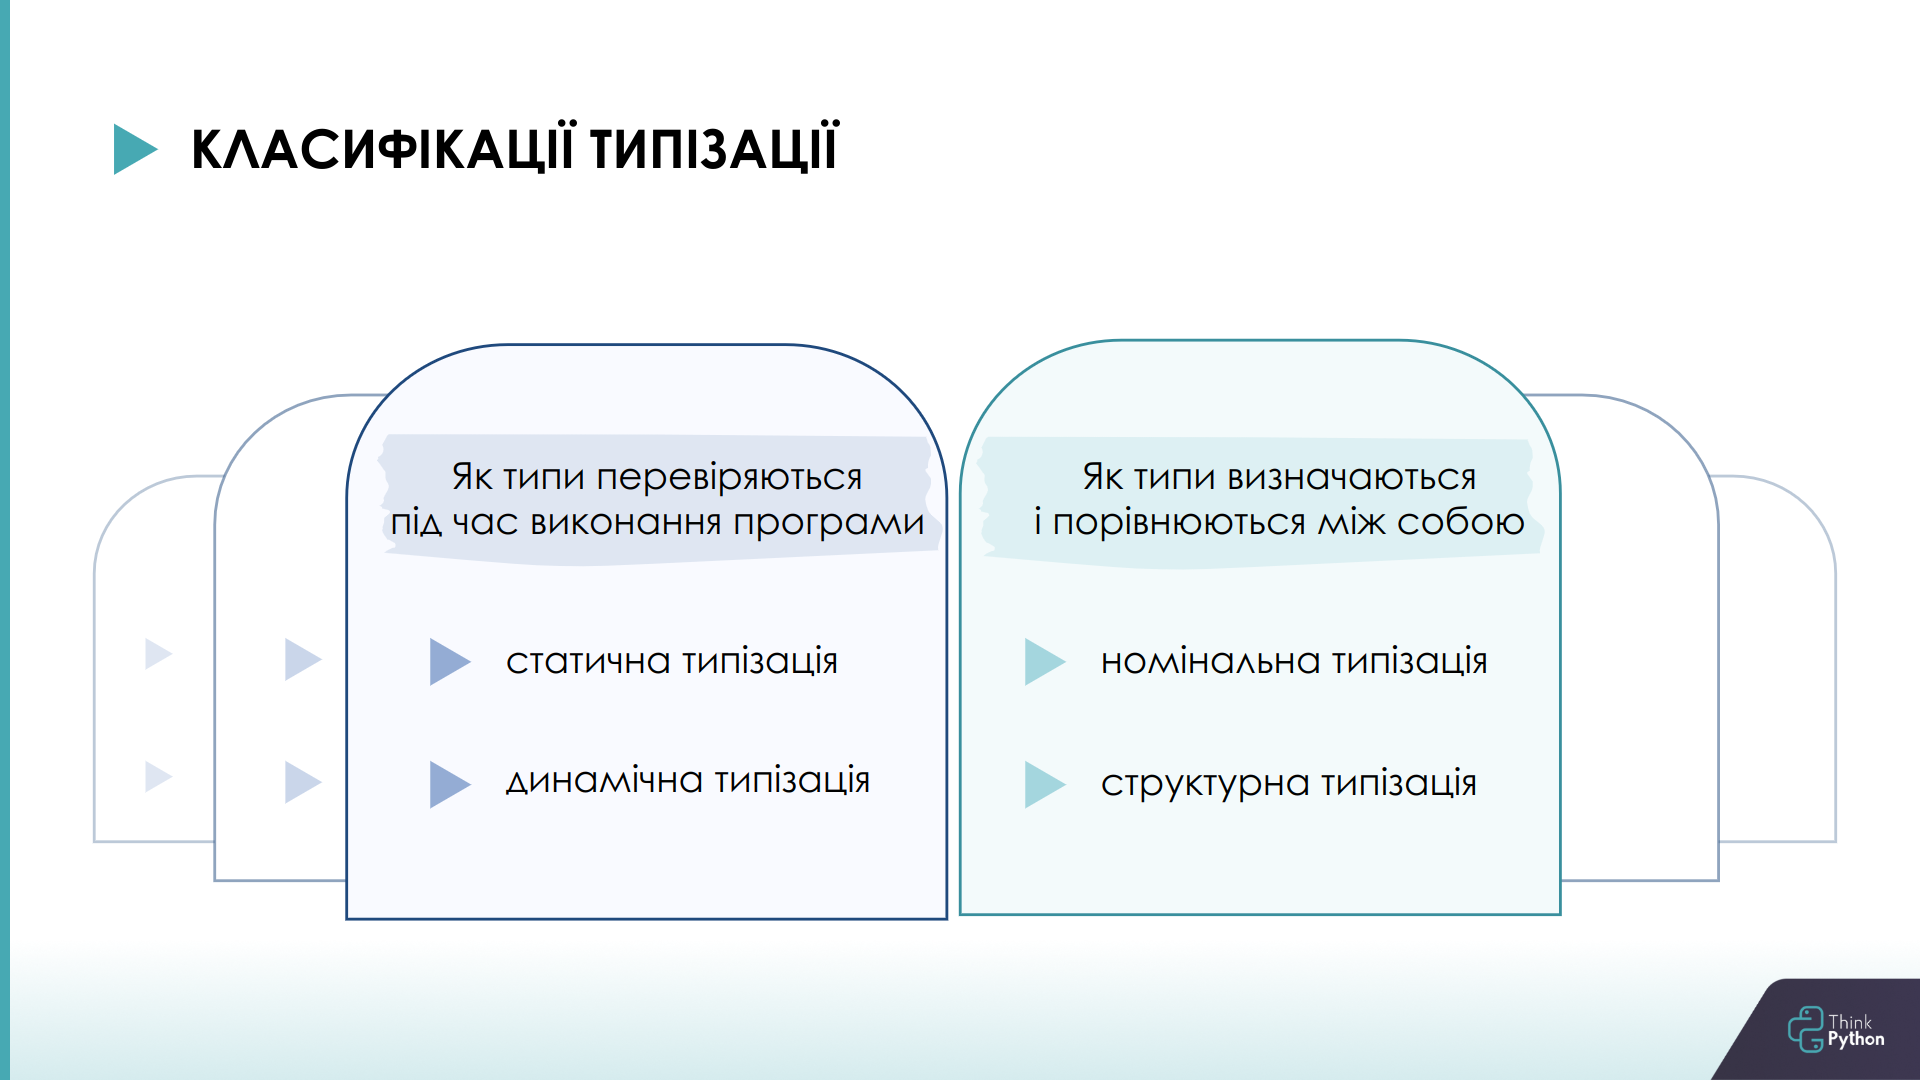 КЛАСИФІКАЦІЇ ТИПІЗАЦІЇ
Як типи перевіряються
під час виконання програми
статична типізація
динамічна типізація
Як типи визначаються
і порівнюються між собою
номінальна типізація
структурна типізація
Think
Python